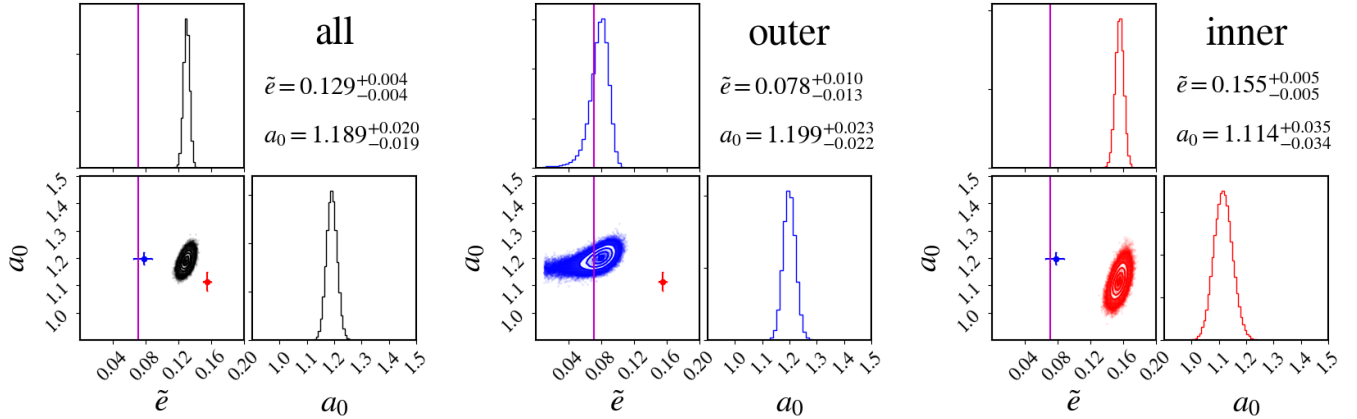 all
ẽ = 0.129 +0.004 −0.004
a₀ = 1.189 +0.020 −0.019
a₀
1.5
1.4
1.3
1.2
1.1
1.0
0.04 0.08 0.12 0.16 0.20
ẽ
1.0 1.1 1.2 1.3 1.4 1.5
a₀
outer
ẽ = 0.078 +0.010 −0.013
a₀ = 1.199 +0.023 −0.022
a₀
1.5
1.4
1.3
1.2
1.1
1.0
0.04 0.08 0.12 0.16 0.20
ẽ
1.0 1.1 1.2 1.3 1.4 1.5
a₀
inner
ẽ = 0.155 +0.005 −0.005
a₀ = 1.114 +0.035 −0.034
a₀
1.5
1.4
1.3
1.2
1.1
1.0
0.04 0.08 0.12 0.16 0.20
ẽ
1.0 1.1 1.2 1.3 1.4 1.5
a₀